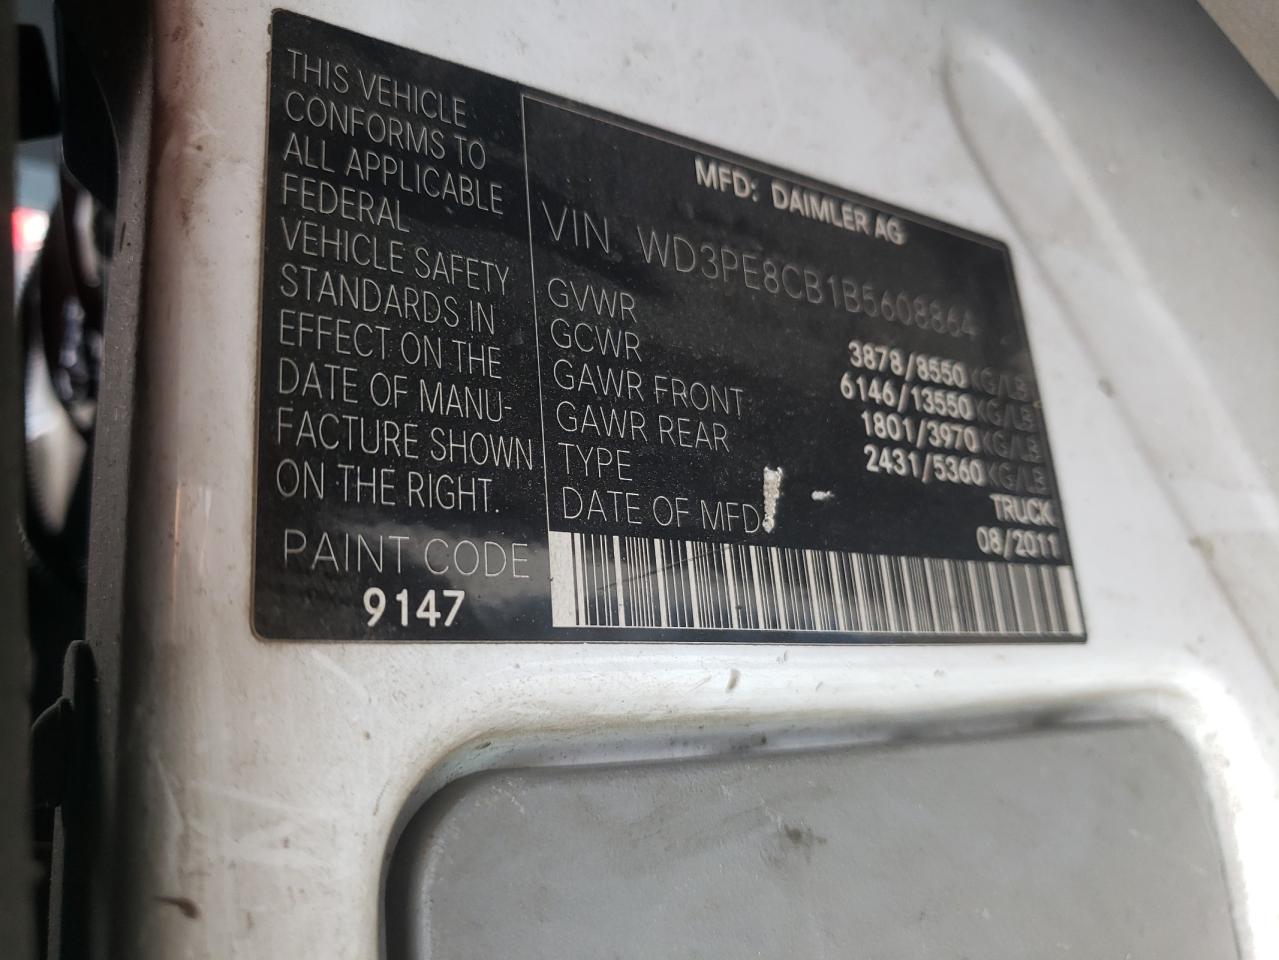 THIS VEHICLE
CONFORMS TO
ALL APPLICABLE
FEDERAL
VEHICLE SAFETY
STANDARDS IN
EFFECT ON THE
DATE OF MANU-
FACTURE SHOWN
ON THE RIGHT.
PAINT CODE
9147
MFD: DAIMLER AG
VIN WD3PE8CB1B5608864
GVWR 3878/8550 KG/LB
GCWR 6146/13550 KG/LB
GAWR FRONT 1801/3970 KG/LB
GAWR REAR 2431/5360 KG/LB
TYPE TRUCK
DATE OF MFD 08/2011